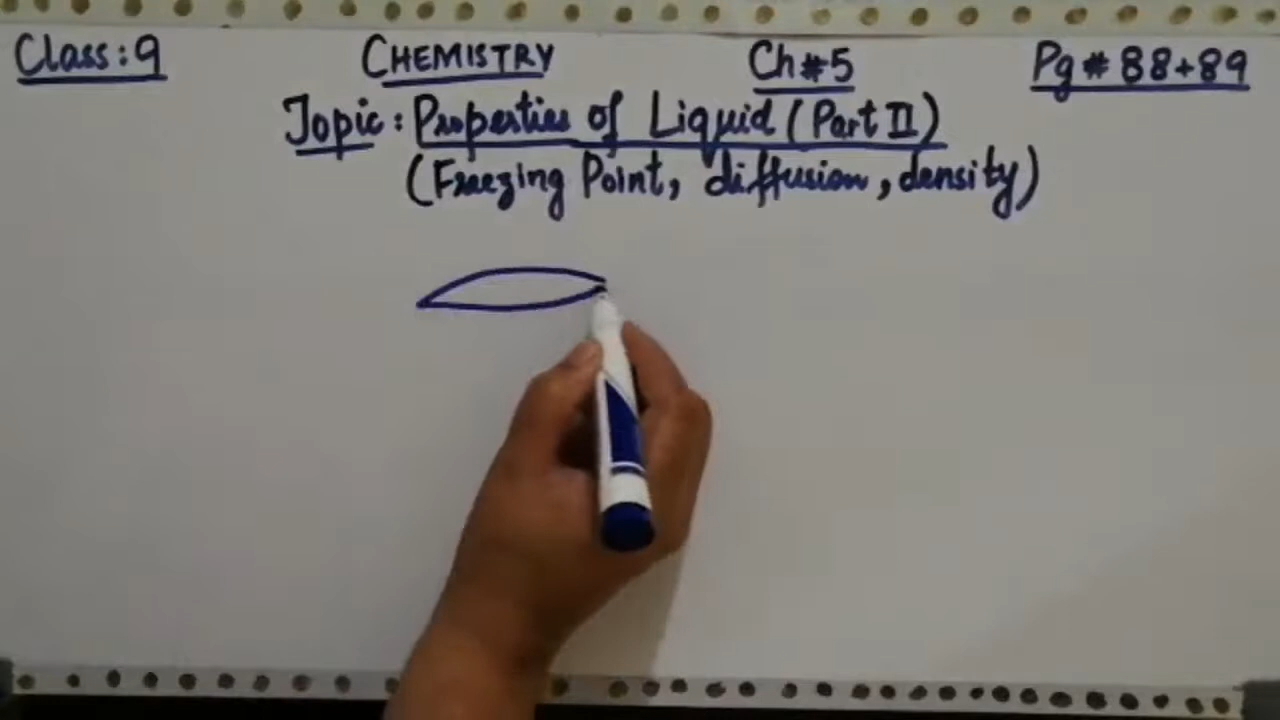 Class: 9 CHEMISTRY Ch#5 Pg# 88+89
Topic: Properties of Liquid (Part II)
(Freezing Point, diffusion, density)